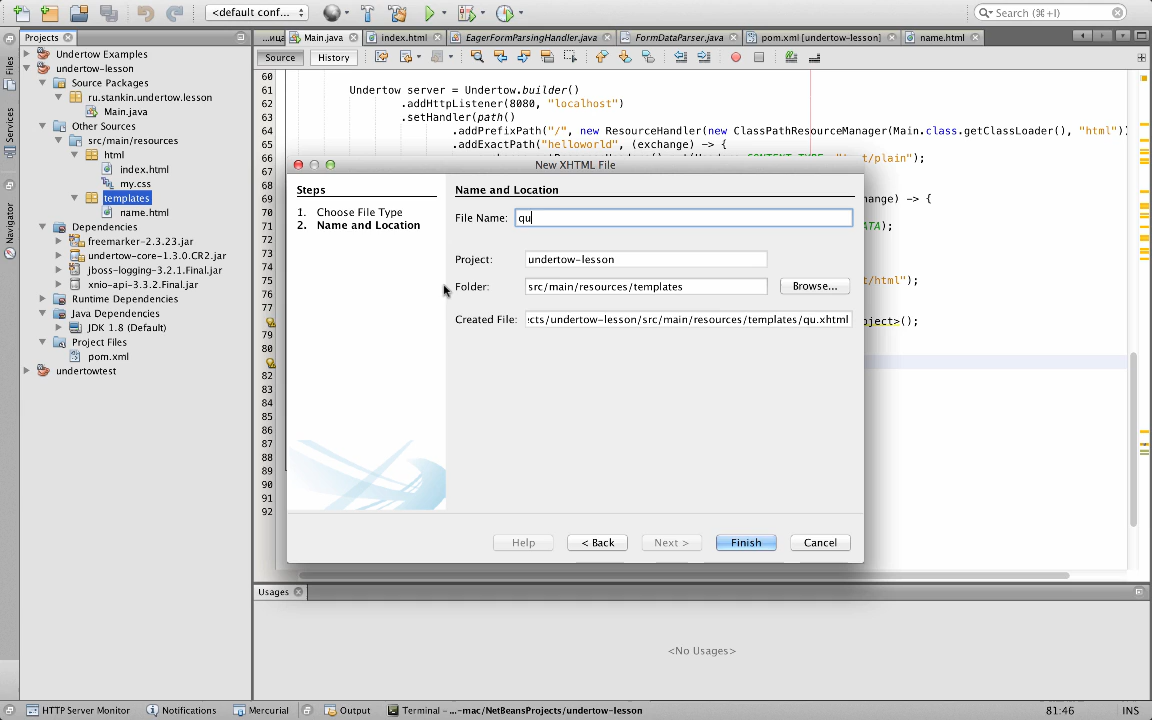 <default conf...
Search (⌘+I)
Projects
Main.java
index.html
EagerFormParsingHandler.java
FormDataParser.java
pom.xml [undertow-lesson]
name.html
Source
History
Files
Services
Navigator
Undertow Examples
undertow-lesson
Source Packages
ru.stankin.undertow.lesson
Main.java
Other Sources
src/main/resources
html
index.html
my.css
templates
name.html
Dependencies
freemarker-2.3.23.jar
undertow-core-1.3.0.CR2.jar
jboss-logging-3.2.1.Final.jar
xnio-api-3.3.2.Final.jar
Runtime Dependencies
Java Dependencies
JDK 1.8 (Default)
Project Files
pom.xml
undertowtest
60
61 Undertow server = Undertow.builder()
62 .addHttpListener(8080, "localhost")
63 .setHandler(path()
64 .addPrefixPath("/", new ResourceHandler(new ClassPathResourceManager(Main.class.getClassLoader(), "html"))
65 .addExactPath("helloworld", (exchange) -> {
66
67
68
69
70
71
72
73
74
75
76
77
79
80
82
83
84
85
86
87
88
89
90
91
92
hange) -> {
ATA);
t/html");
oject>();
New XHTML File
Steps
1. Choose File Type
2. Name and Location
Name and Location
File Name: qu
Project: undertow-lesson
Folder: src/main/resources/templates
Browse...
Created File: :cts/undertow-lesson/src/main/resources/templates/qu.xhtml
Help
< Back
Next >
Finish
Cancel
Usages
<No Usages>
HTTP Server Monitor
Notifications
Mercurial
Output
Terminal - ...-mac/NetBeansProjects/undertow-lesson
81:46
INS